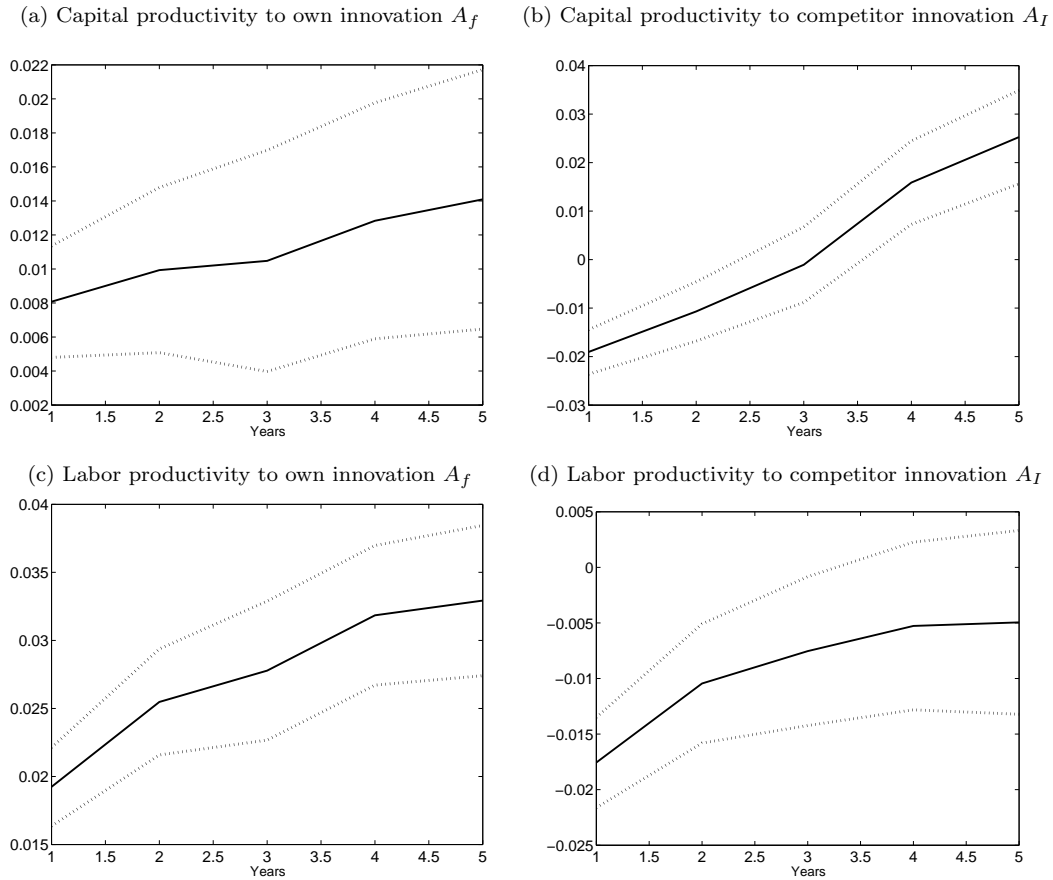 (a) Capital productivity to own innovation A_f
0.022
0.02
0.018
0.016
0.014
0.012
0.01
0.008
0.006
0.004
0.002
1 1.5 2 2.5 3 3.5 4 4.5 5
Years
(b) Capital productivity to competitor innovation A_I
0.04
0.03
0.02
0.01
0
−0.01
−0.02
−0.03
1 1.5 2 2.5 3 3.5 4 4.5 5
Years
(c) Labor productivity to own innovation A_f
0.04
0.035
0.03
0.025
0.02
0.015
1 1.5 2 2.5 3 3.5 4 4.5 5
Years
(d) Labor productivity to competitor innovation A_I
0.005
0
−0.005
−0.01
−0.015
−0.02
−0.025
1 1.5 2 2.5 3 3.5 4 4.5 5
Years